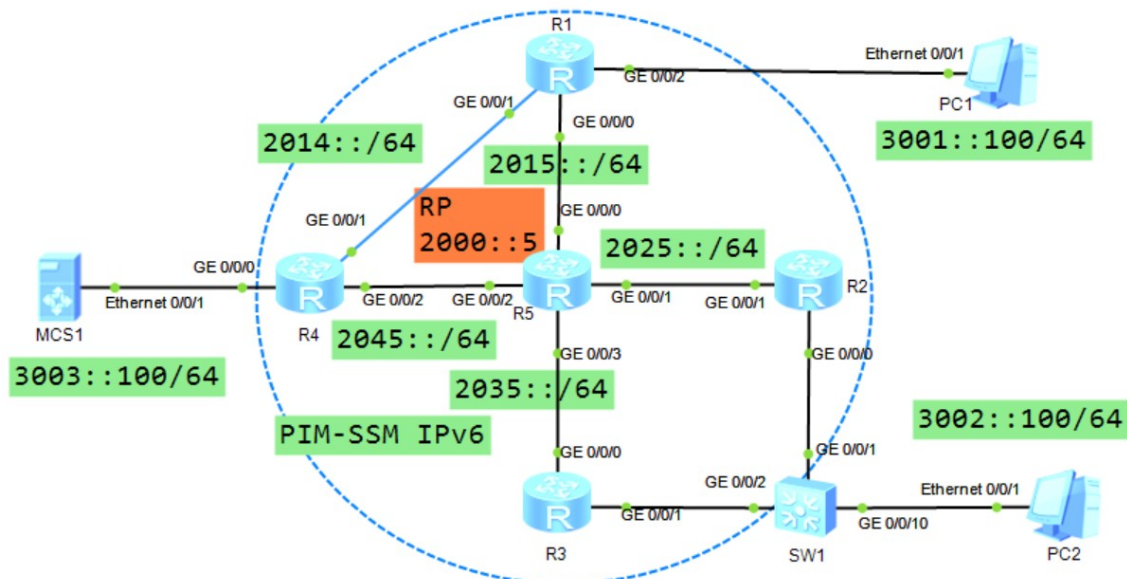 R1
R
Ethernet 0/0/1
GE 0/0/2
PC1
3001::100/64
GE 0/0/1
GE 0/0/0
2014::/64
2015::/64
RP
2000::5
GE 0/0/1
GE 0/0/0
2025::/64
GE 0/0/0
Ethernet 0/0/1
MCS1
R
R4
GE 0/0/2
GE 0/0/2
R
R5
GE 0/0/1
GE 0/0/1
R
R2
2045::/64
3003::100/64
GE 0/0/3
GE 0/0/0
2035::/64
PIM-SSM IPv6
3002::100/64
GE 0/0/0
GE 0/0/1
GE 0/0/2
Ethernet 0/0/1
R
R3
GE 0/0/1
SW1
GE 0/0/10
PC2